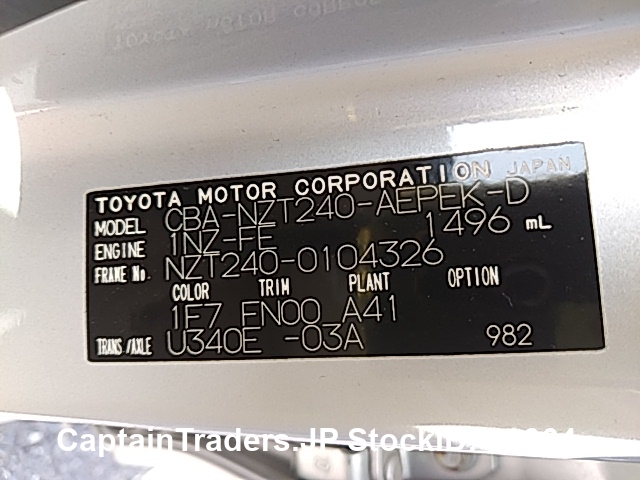 TOYOTA MOTOR CORPORATION JAPAN
MODEL CBA-NZT240-AEPEK-D
ENGINE 1NZ-FE 1496 mL
FRAME No. NZT240-0104326
COLOR TRIM PLANT OPTION
1F7 FN00 A41
TRANS./AXLE U340E -03A 982
CaptainTraders.JP StockID